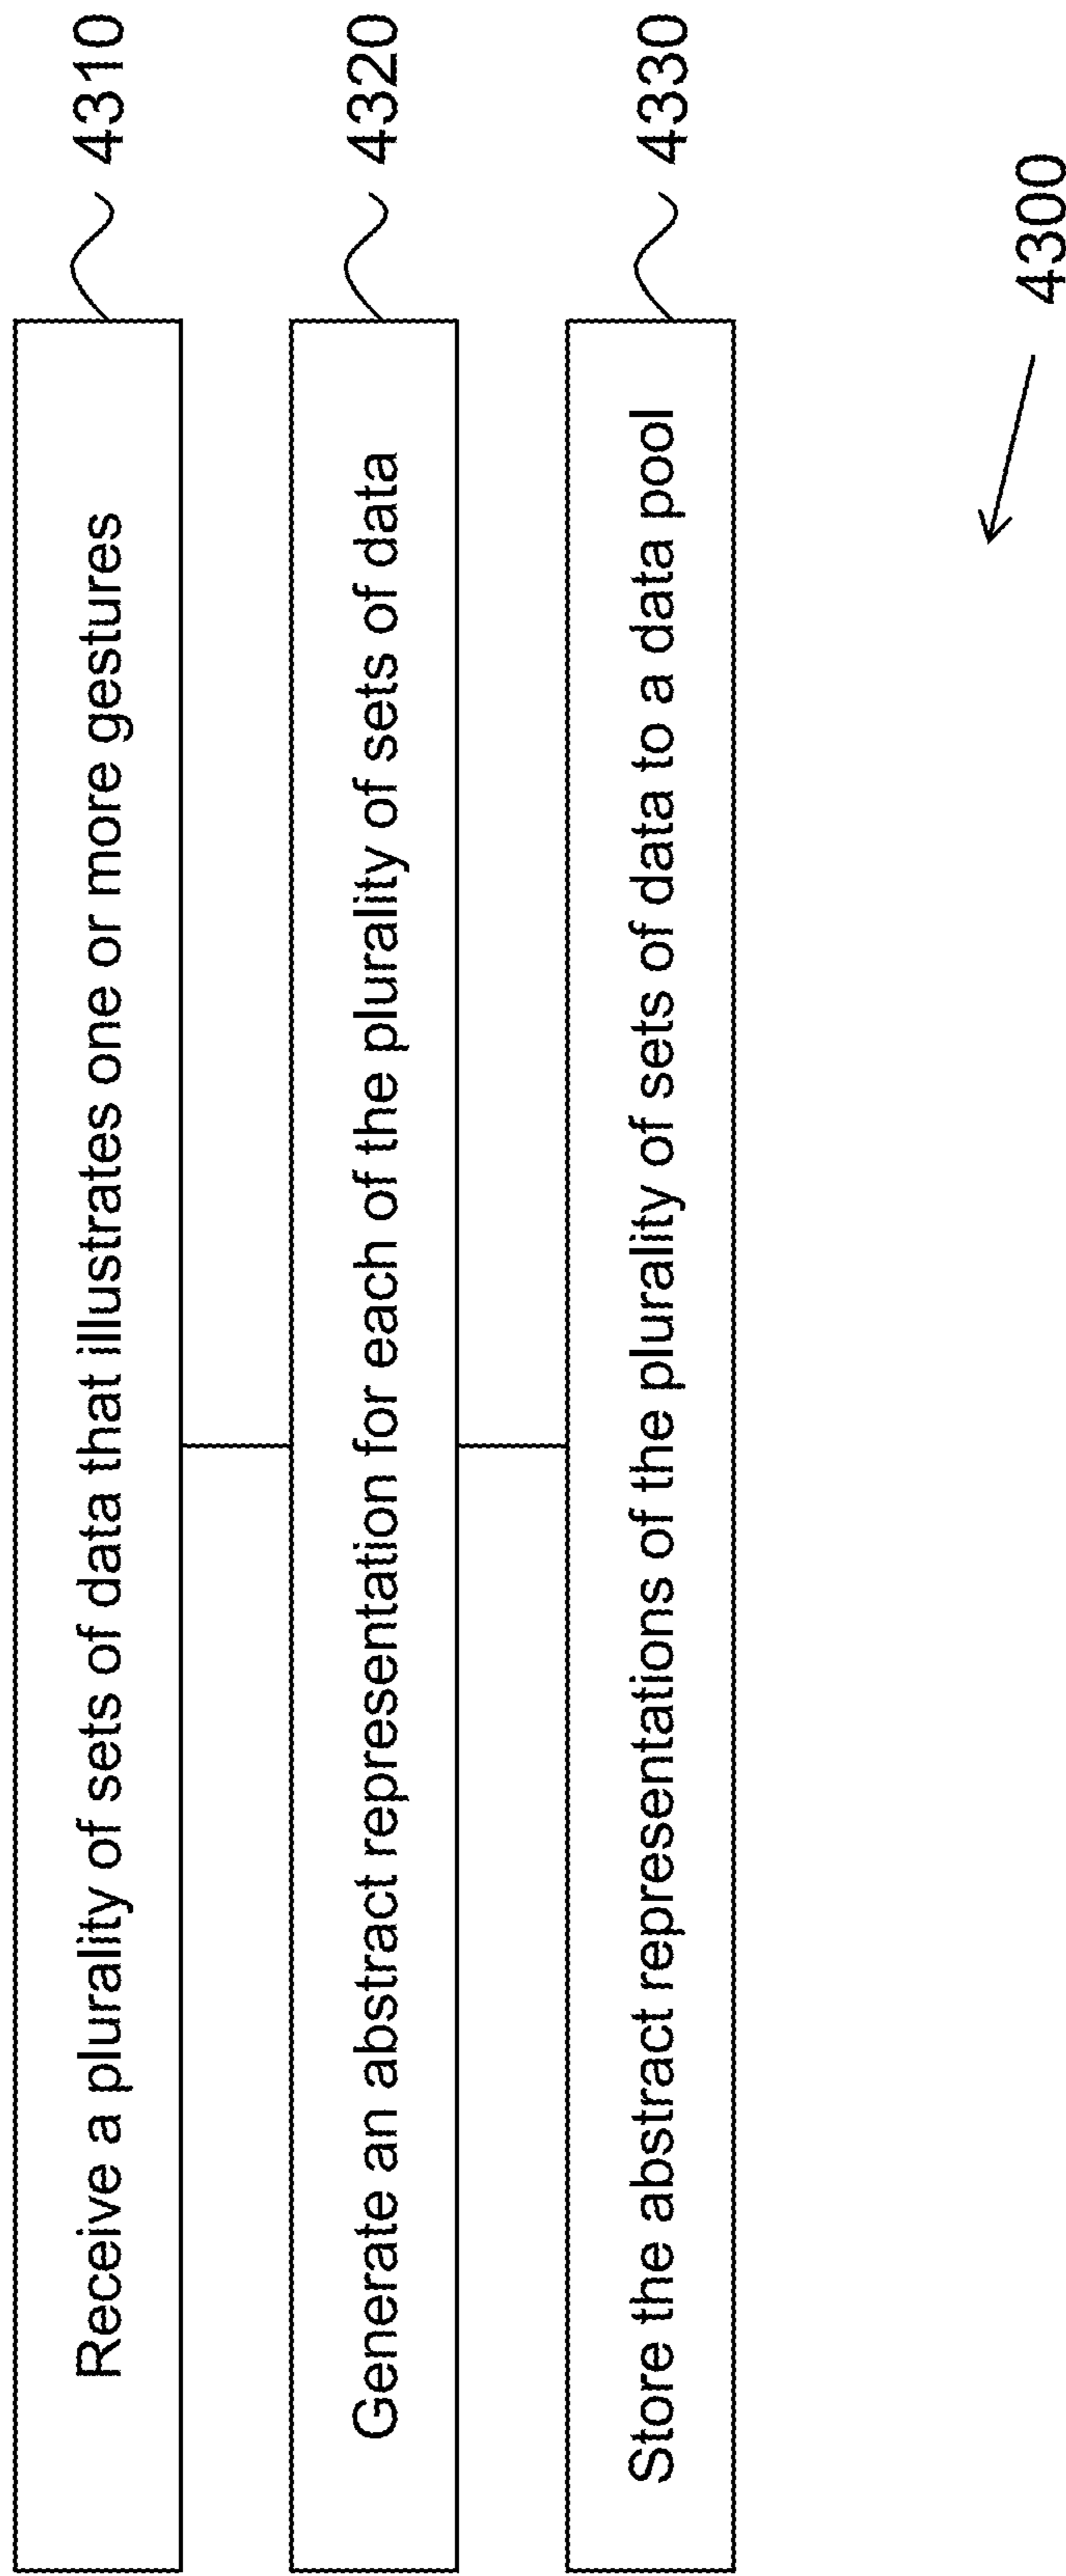 Receive a plurality of sets of data that illustrates one or more gestures
4310
Generate an abstract representation for each of the plurality of sets of data
4320
Store the abstract representations of the plurality of sets of data to a data pool
4330
4300